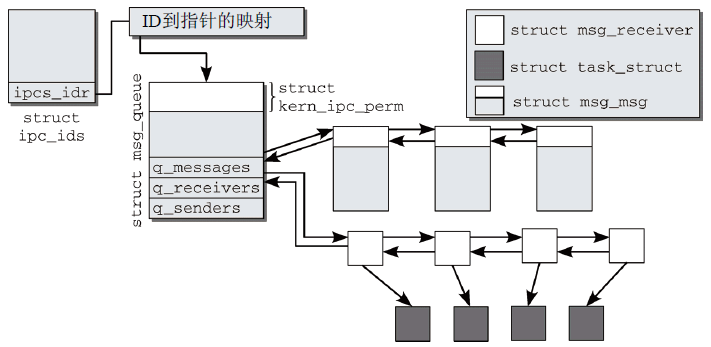 ID到指针的映射
ipcs_idr
struct
ipc_ids
struct msg_queue
struct
kern_ipc_perm
q_messages
q_receivers
q_senders
struct msg_receiver
struct task_struct
struct msg_msg